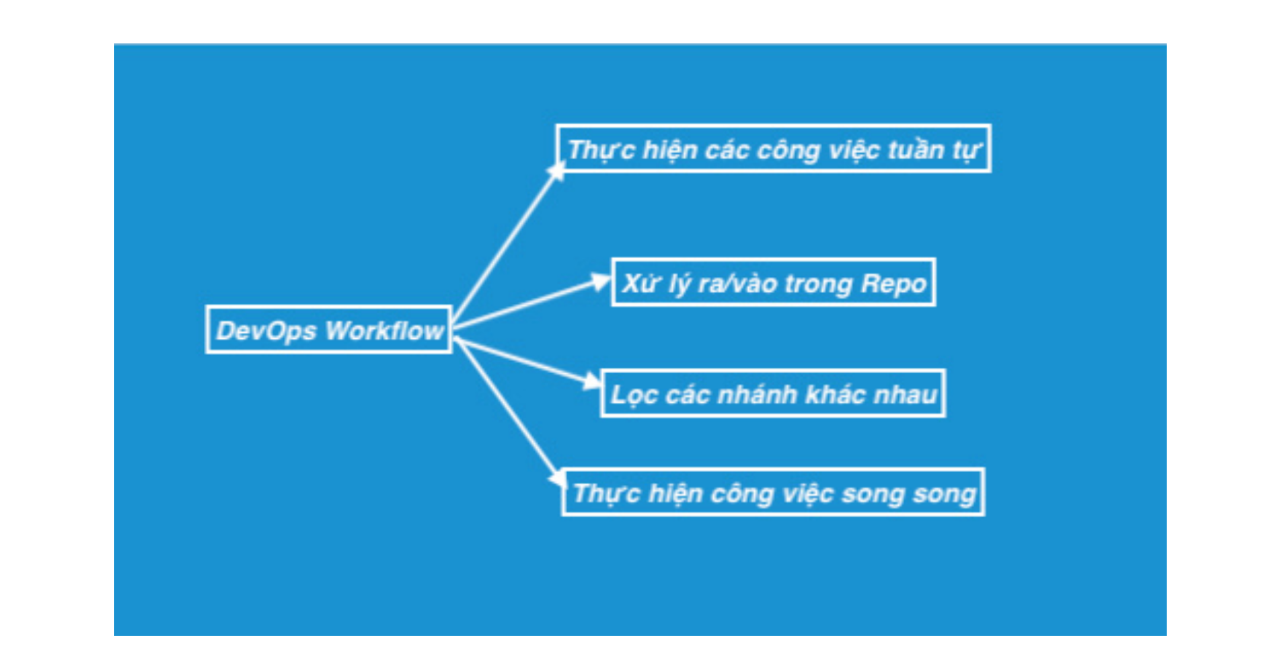 Thực hiện các công việc tuần tự
Xử lý ra/vào trong Repo
DevOps Workflow
Lọc các nhánh khác nhau
Thực hiện công việc song song